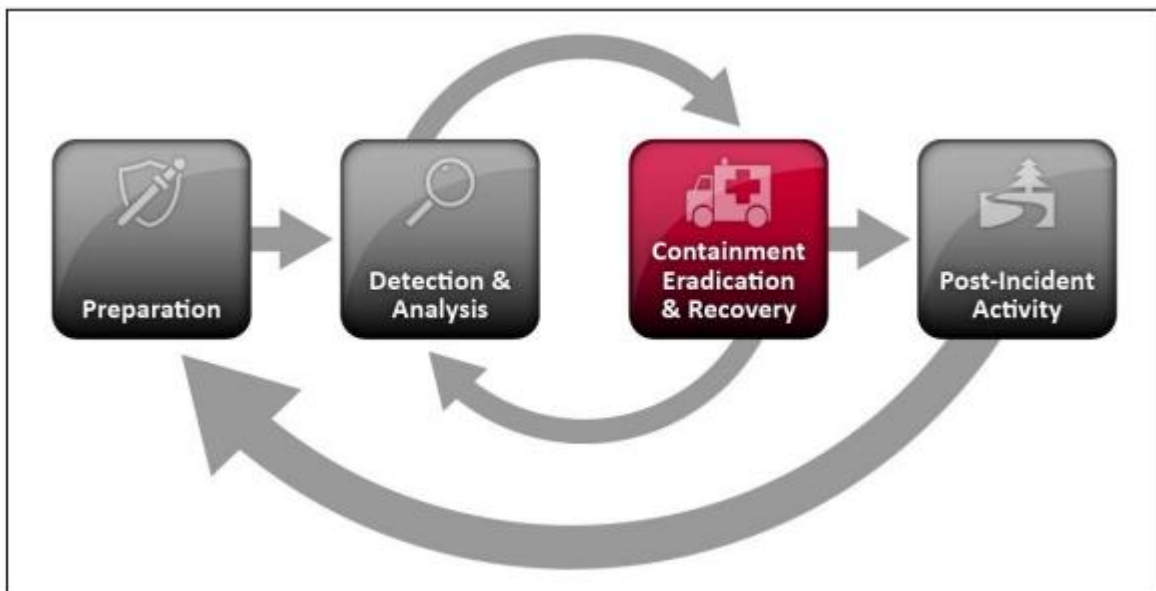 Preparation
Detection &
Analysis
Containment
Eradication
& Recovery
Post-Incident
Activity